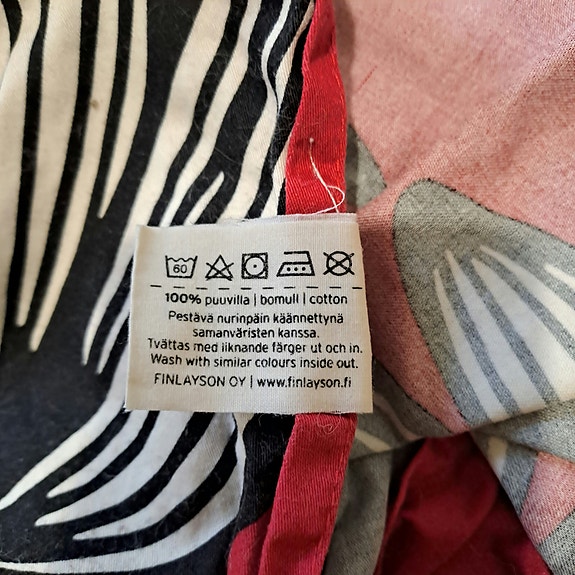 60
100% puuvilla | bomull | cotton
Pestävä nurinpäin käännettynä
samanväristen kanssa.
Tvättas med liknande färger ut och in.
Wash with similar colours inside out.
FINLAYSON OY | www.finlayson.fi